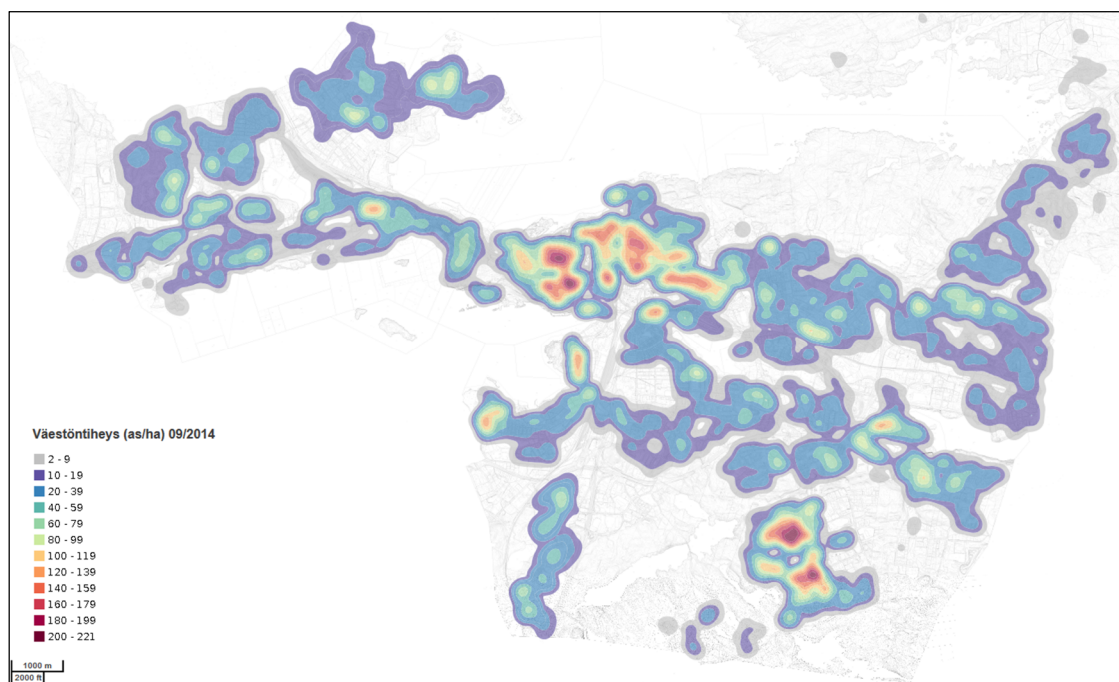 Väestöntiheys (as/ha) 09/2014
2 - 9
10 - 19
20 - 39
40 - 59
60 - 79
80 - 99
100 - 119
120 - 139
140 - 159
160 - 179
180 - 199
200 - 221
1000 m
2000 ft